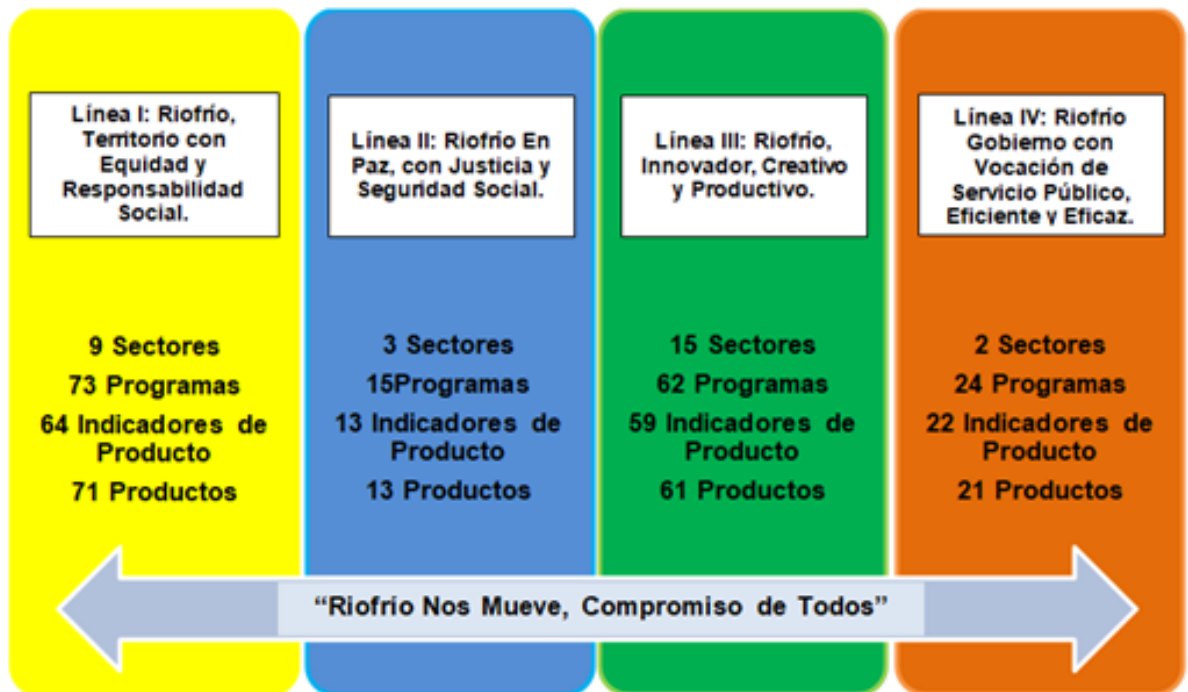 Línea I: Riofrío,
Territorio con
Equidad y
Responsabilidad
Social.
9 Sectores
73 Programas
64 Indicadores de
Producto
71 Productos
Línea II: Riofrío En
Paz, con Justicia y
Seguridad Social.
3 Sectores
15Programas
13 Indicadores de
Producto
13 Productos
Línea III: Riofrío,
Innovador, Creativo
y Productivo.
15 Sectores
62 Programas
59 Indicadores de
Producto
61 Productos
Línea IV: Riofrío
Gobierno con
Vocación de
Servicio Público,
Eficiente y Eficaz.
2 Sectores
24 Programas
22 Indicadores de
Producto
21 Productos
“Riofrío Nos Mueve, Compromiso de Todos”